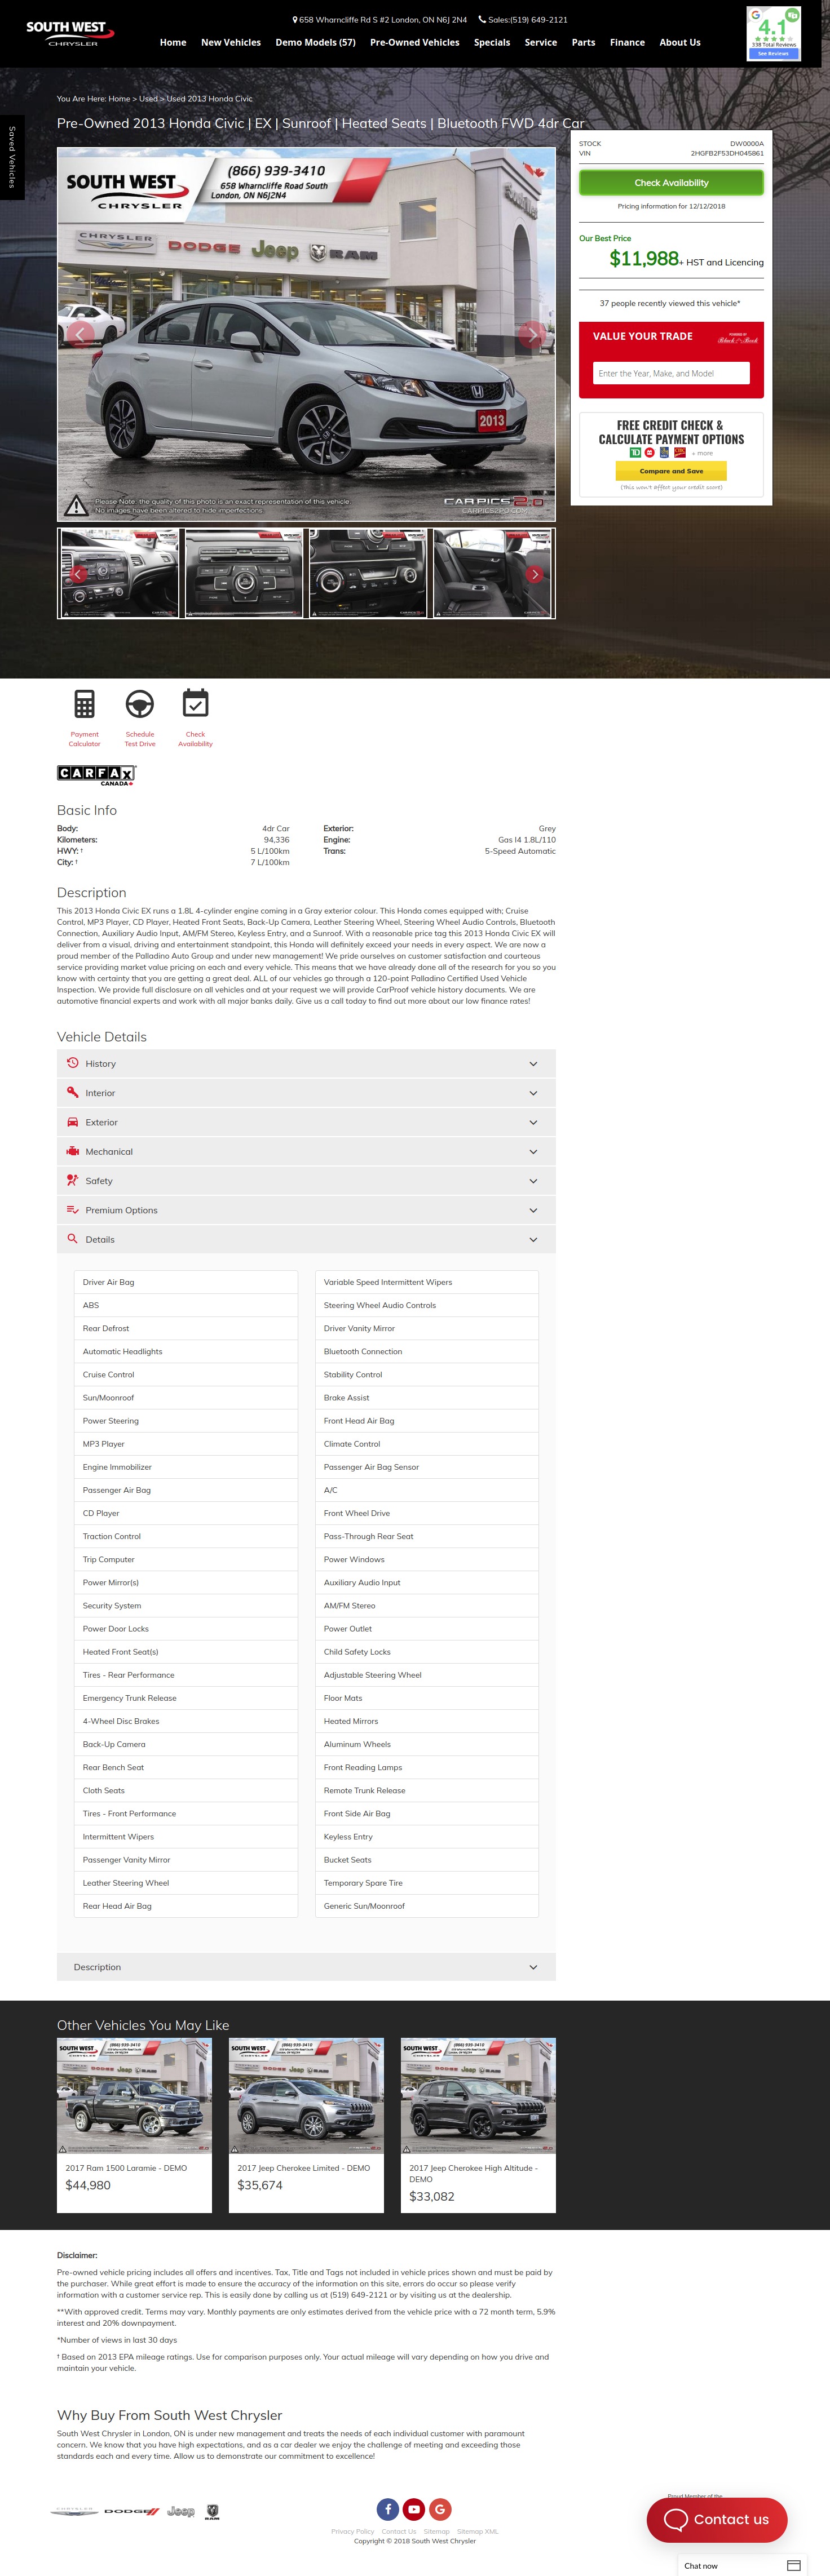 SOUTH WEST
CHRYSLER
658 Wharncliffe Rd S #2 London, ON N6J 2N4 Sales:(519) 649-2121
Home New Vehicles Demo Models (57) Pre-Owned Vehicles Specials Service Parts Finance About Us
4.1
338 Total Reviews
See Reviews
Saved Vehicles
You Are Here: Home > Used > Used 2013 Honda Civic
Pre-Owned 2013 Honda Civic | EX | Sunroof | Heated Seats | Bluetooth FWD 4dr Car
SOUTH WEST
CHRYSLER
(866) 939-3410
658 Wharncliffe Road South
London, ON N6J2N4
CHRYSLER DODGE Jeep RAM
2013
Please Note: the quality of this photo is an exact representation of this vehicle.
No images have been altered to hide imperfections.
CARPICS2.0
CARPICS2P0.COM
STOCK DW0000A
VIN 2HGFB2F53DH045861
Check Availability
Pricing information for 12/12/2018
Our Best Price
$11,988+ HST and Licencing
37 people recently viewed this vehicle*
VALUE YOUR TRADE
POWERED BY
Black Book
Enter the Year, Make, and Model
FREE CREDIT CHECK &
CALCULATE PAYMENT OPTIONS
TD + more
Compare and Save
(This won't affect your credit score!)
Payment Calculator
Schedule Test Drive
Check Availability
CARFAX
CANADA
Basic Info
Body: 4dr Car
Kilometers: 94,336
HWY: † 5 L/100km
City: † 7 L/100km
Exterior: Grey
Engine: Gas I4 1.8L/110
Trans: 5-Speed Automatic
Description
This 2013 Honda Civic EX runs a 1.8L 4-cylinder engine coming in a Gray exterior colour. This Honda comes equipped with; Cruise
Control, MP3 Player, CD Player, Heated Front Seats, Back-Up Camera, Leather Steering Wheel, Steering Wheel Audio Controls, Bluetooth
Connection, Auxiliary Audio Input, AM/FM Stereo, Keyless Entry, and a Sunroof. With a reasonable price tag this 2013 Honda Civic EX will
deliver from a visual, driving and entertainment standpoint, this Honda will definitely exceed your needs in every aspect. We are now a
proud member of the Palladino Auto Group and under new management! We pride ourselves on customer satisfaction and courteous
service providing market value pricing on each and every vehicle. This means that we have already done all of the research for you so you
know with certainty that you are getting a great deal. ALL of our vehicles go through a 120-point Palladino Certified Used Vehicle
Inspection. We provide full disclosure on all vehicles and at your request we will provide CarProof vehicle history documents. We are
automotive financial experts and work with all major banks daily. Give us a call today to find out more about our low finance rates!
Vehicle Details
History
Interior
Exterior
Mechanical
Safety
Premium Options
Details
Driver Air Bag
ABS
Rear Defrost
Automatic Headlights
Cruise Control
Sun/Moonroof
Power Steering
MP3 Player
Engine Immobilizer
Passenger Air Bag
CD Player
Traction Control
Trip Computer
Power Mirror(s)
Security System
Power Door Locks
Heated Front Seat(s)
Tires - Rear Performance
Emergency Trunk Release
4-Wheel Disc Brakes
Back-Up Camera
Rear Bench Seat
Cloth Seats
Tires - Front Performance
Intermittent Wipers
Passenger Vanity Mirror
Leather Steering Wheel
Rear Head Air Bag
Variable Speed Intermittent Wipers
Steering Wheel Audio Controls
Driver Vanity Mirror
Bluetooth Connection
Stability Control
Brake Assist
Front Head Air Bag
Climate Control
Passenger Air Bag Sensor
A/C
Front Wheel Drive
Pass-Through Rear Seat
Power Windows
Auxiliary Audio Input
AM/FM Stereo
Power Outlet
Child Safety Locks
Adjustable Steering Wheel
Floor Mats
Heated Mirrors
Aluminum Wheels
Front Reading Lamps
Remote Trunk Release
Front Side Air Bag
Keyless Entry
Bucket Seats
Temporary Spare Tire
Generic Sun/Moonroof
Description
Other Vehicles You May Like
2017 Ram 1500 Laramie - DEMO
$44,980
2017 Jeep Cherokee Limited - DEMO
$35,674
2017 Jeep Cherokee High Altitude -
DEMO
$33,082
Disclaimer:
Pre-owned vehicle pricing includes all offers and incentives. Tax, Title and Tags not included in vehicle prices shown and must be paid by
the purchaser. While great effort is made to ensure the accuracy of the information on this site, errors do occur so please verify
information with a customer service rep. This is easily done by calling us at (519) 649-2121 or by visiting us at the dealership.
**With approved credit. Terms may vary. Monthly payments are only estimates derived from the vehicle price with a 72 month term, 5.9%
interest and 20% downpayment.
*Number of views in last 30 days
† Based on 2013 EPA mileage ratings. Use for comparison purposes only. Your actual mileage will vary depending on how you drive and
maintain your vehicle.
Why Buy From South West Chrysler
South West Chrysler in London, ON is under new management and treats the needs of each individual customer with paramount
concern. We know that you have high expectations, and as a car dealer we enjoy the challenge of meeting and exceeding those
standards each and every time. Allow us to demonstrate our commitment to excellence!
CHRYSLER DODGE Jeep RAM
Proud Member of the
Contact us
Privacy Policy Contact Us Sitemap Sitemap XML
Copyright © 2018 South West Chrysler
Chat now